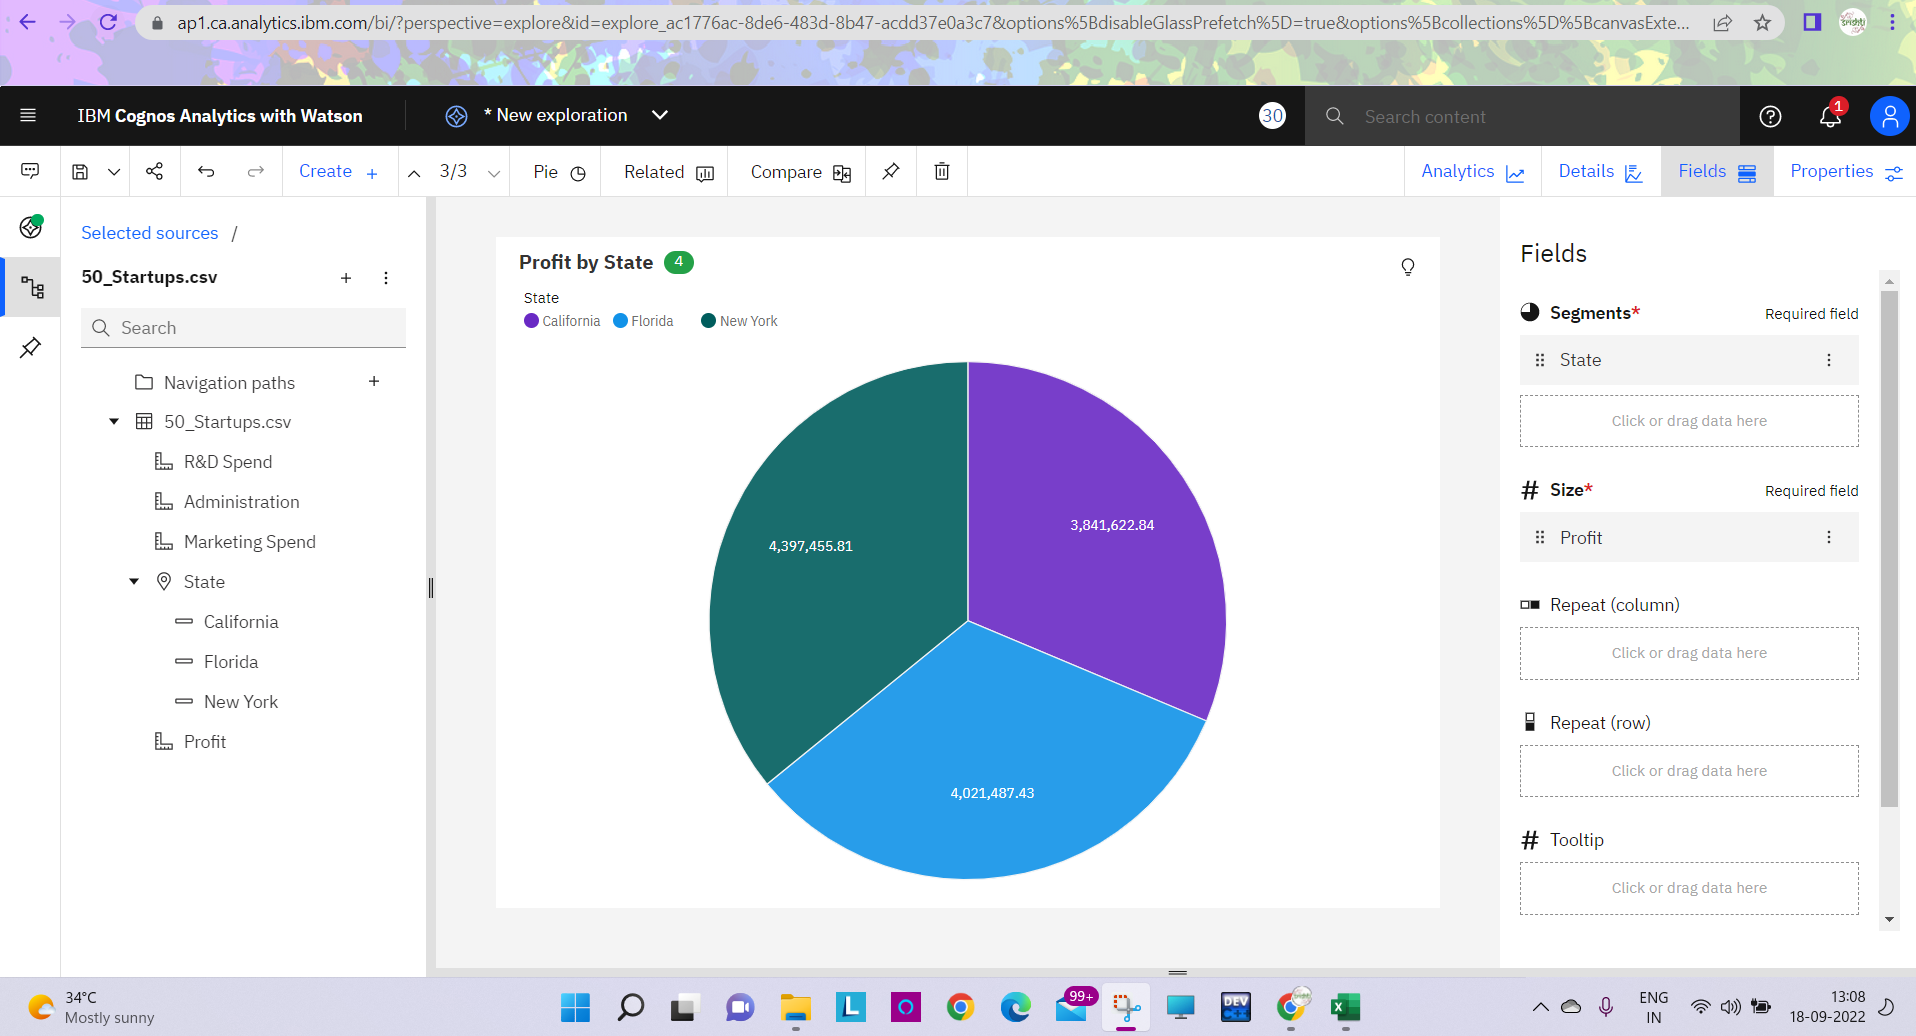 ap1.ca.analytics.ibm.com/bi/?perspective=explore&id=explore_ac1776ac-8de6-483d-8b47-acdd37e0a3c7&options%5BdisableGlassPrefetch%5D=true&options%5Bcollections%5D%5BcanvasExte...
IBM Cognos Analytics with Watson
* New exploration
30
Search content
1
Create +
3/3
Pie
Related
Compare
Analytics
Details
Fields
Properties
Selected sources /
50_Startups.csv
Search
Navigation paths
50_Startups.csv
R&D Spend
Administration
Marketing Spend
State
California
Florida
New York
Profit
Profit by State 4
State
California Florida New York
4,397,455.81
3,841,622.84
4,021,487.43
Fields
Segments* Required field
State
Click or drag data here
# Size* Required field
Profit
Repeat (column)
Click or drag data here
Repeat (row)
Click or drag data here
# Tooltip
Click or drag data here
34°C
Mostly sunny
L
99+
DEV
C++
X
ENG
IN
13:08
18-09-2022